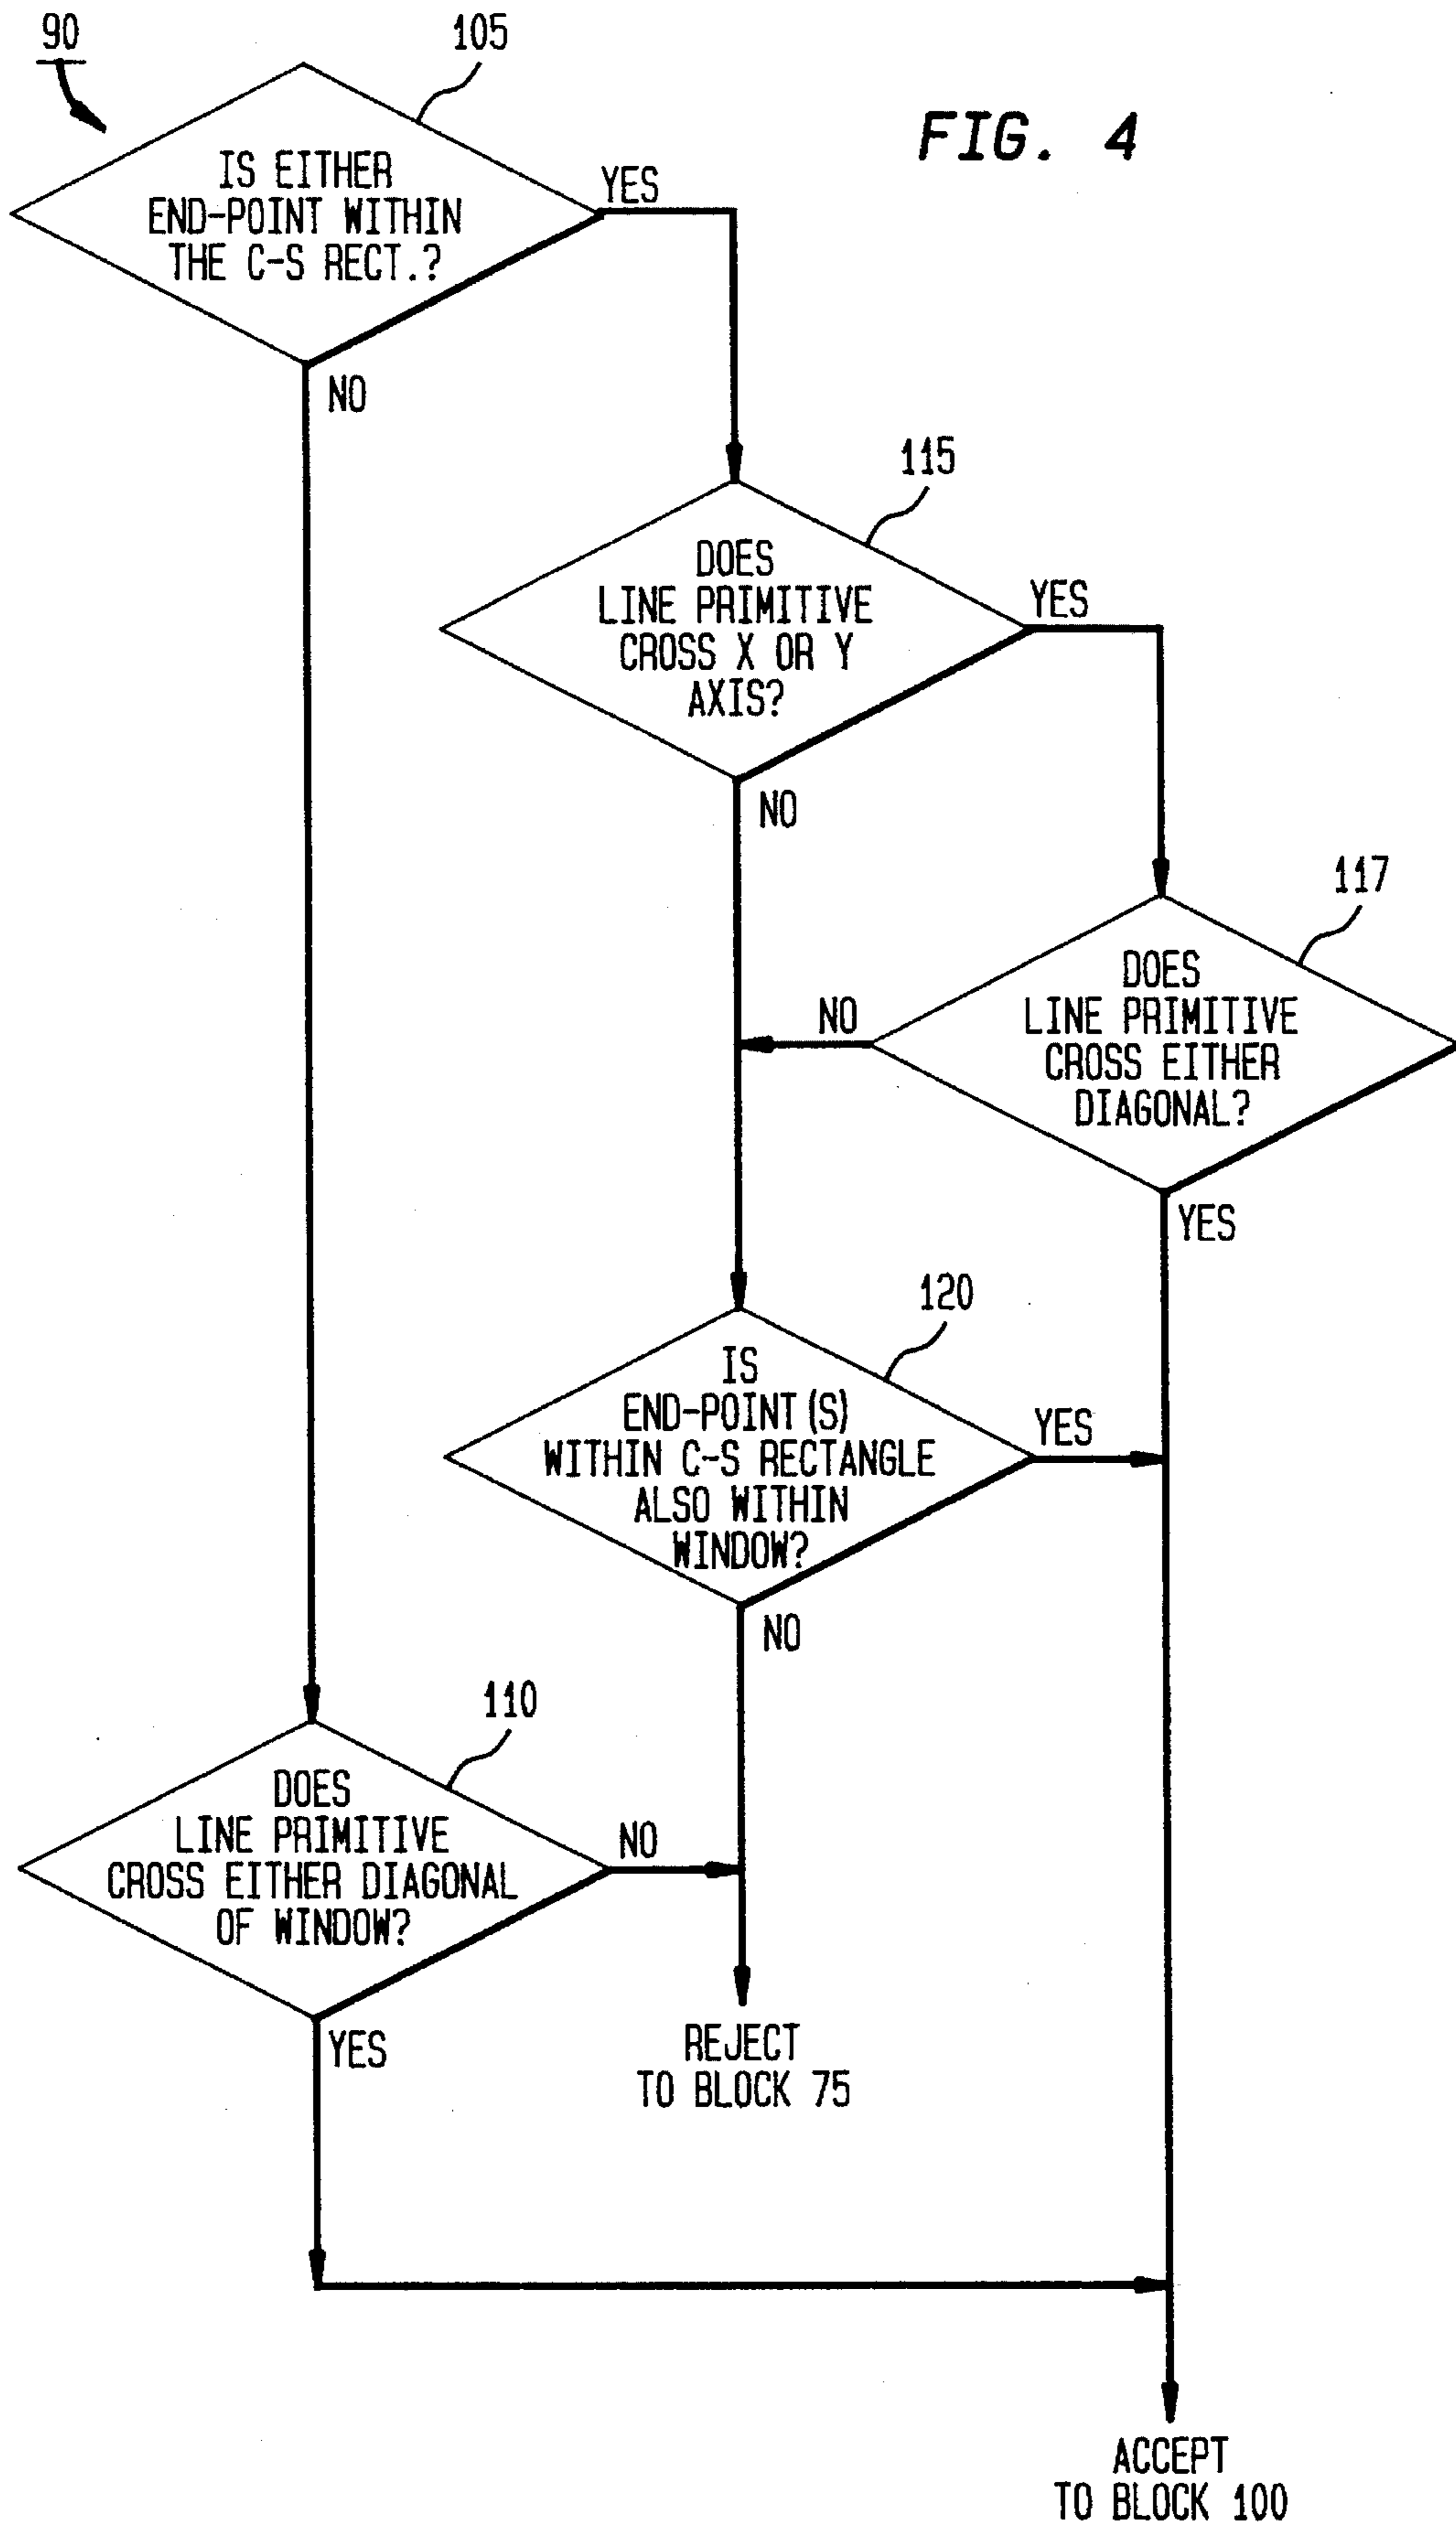 90
105
FIG. 4
IS EITHER
END-POINT WITHIN
THE C-S RECT.?
YES
NO
115
DOES
LINE PRIMITIVE
CROSS X OR Y
AXIS?
YES
NO
117
DOES
LINE PRIMITIVE
CROSS EITHER
DIAGONAL?
NO
YES
120
IS
END-POINT(S)
WITHIN C-S RECTANGLE
ALSO WITHIN
WINDOW?
YES
NO
110
DOES
LINE PRIMITIVE
CROSS EITHER DIAGONAL
OF WINDOW?
NO
YES
REJECT
TO BLOCK 75
ACCEPT
TO BLOCK 100